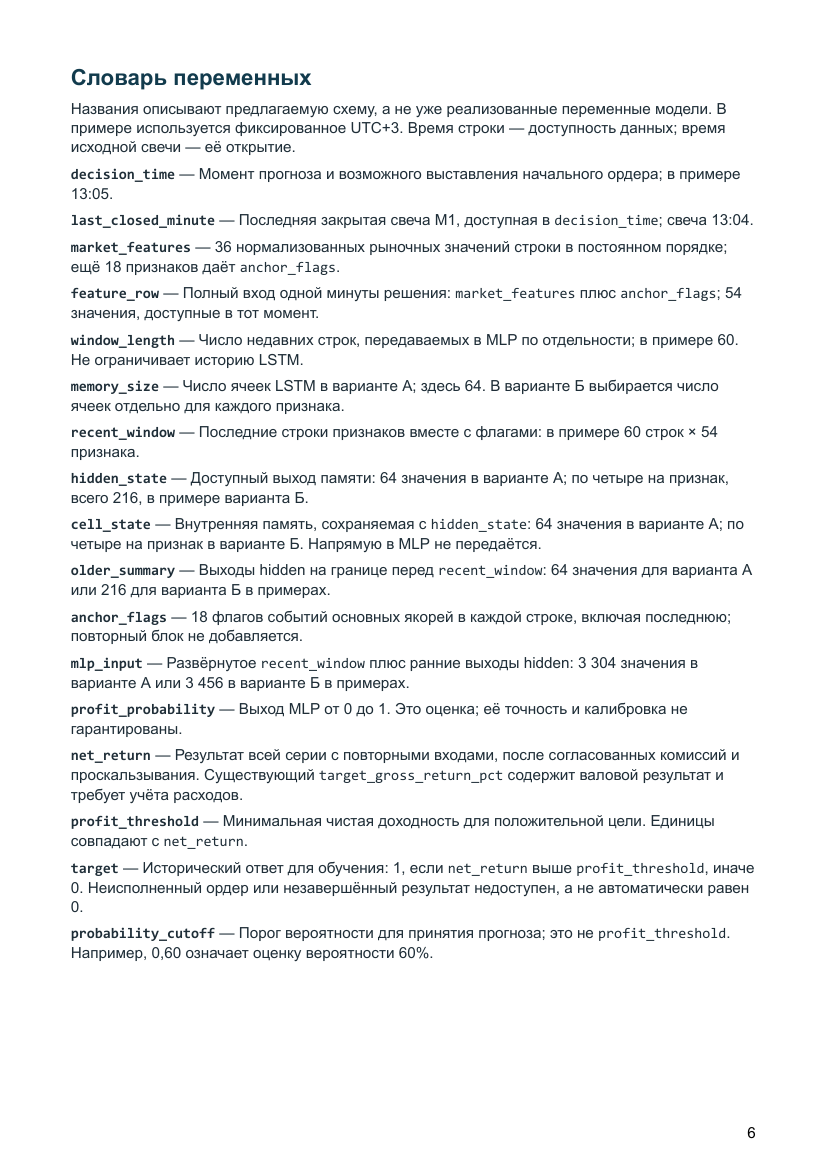 Словарь переменных
Названия описывают предлагаемую схему, а не уже реализованные переменные модели. В
примере используется фиксированное UTC+3. Время строки — доступность данных; время
исходной свечи — её открытие.
decision_time — Момент прогноза и возможного выставления начального ордера; в примере
13:05.
last_closed_minute — Последняя закрытая свеча M1, доступная в decision_time; свеча 13:04.
market_features — 36 нормализованных рыночных значений строки в постоянном порядке;
ещё 18 признаков даёт anchor_flags.
feature_row — Полный вход одной минуты решения: market_features плюс anchor_flags; 54
значения, доступные в тот момент.
window_length — Число недавних строк, передаваемых в MLP по отдельности; в примере 60.
Не ограничивает историю LSTM.
memory_size — Число ячеек LSTM в варианте А; здесь 64. В варианте Б выбирается число
ячеек отдельно для каждого признака.
recent_window — Последние строки признаков вместе с флагами: в примере 60 строк × 54
признака.
hidden_state — Доступный выход памяти: 64 значения в варианте А; по четыре на признак,
всего 216, в примере варианта Б.
cell_state — Внутренняя память, сохраняемая с hidden_state: 64 значения в варианте А; по
четыре на признак в варианте Б. Напрямую в MLP не передаётся.
older_summary — Выходы hidden на границе перед recent_window: 64 значения для варианта А
или 216 для варианта Б в примерах.
anchor_flags — 18 флагов событий основных якорей в каждой строке, включая последнюю;
повторный блок не добавляется.
mlp_input — Развёрнутое recent_window плюс ранние выходы hidden: 3 304 значения в
варианте А или 3 456 в варианте Б в примерах.
profit_probability — Выход MLP от 0 до 1. Это оценка; её точность и калибровка не
гарантированы.
net_return — Результат всей серии с повторными входами, после согласованных комиссий и
проскальзывания. Существующий target_gross_return_pct содержит валовой результат и
требует учёта расходов.
profit_threshold — Минимальная чистая доходность для положительной цели. Единицы
совпадают с net_return.
target — Исторический ответ для обучения: 1, если net_return выше profit_threshold, иначе
0. Неисполненный ордер или незавершённый результат недоступен, а не автоматически равен
0.
probability_cutoff — Порог вероятности для принятия прогноза; это не profit_threshold.
Например, 0,60 означает оценку вероятности 60%.
6